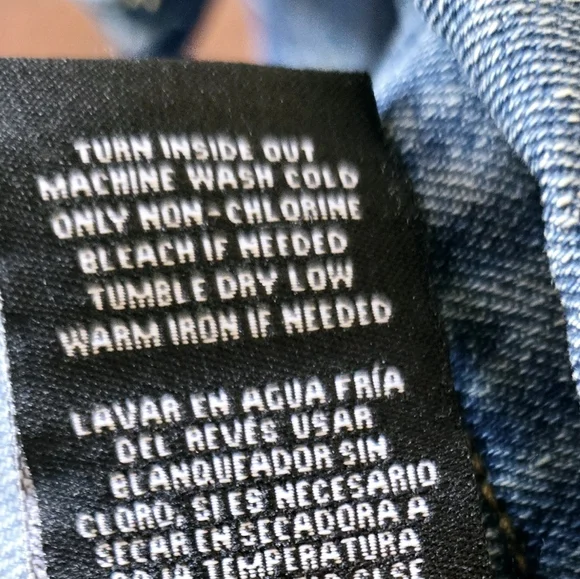 TURN INSIDE OUT
MACHINE WASH COLD
ONLY NON-CHLORINE
BLEACH IF NEEDED
TUMBLE DRY LOW
WARM IRON IF NEEDED
LAVAR EN AGUA FRÍA
DEL REVÉS USAR
BLANQUEADOR SIN
CLORO, SI ES NECESARIO
SECAR EN SECADORA A
BAJA TEMPERATURA